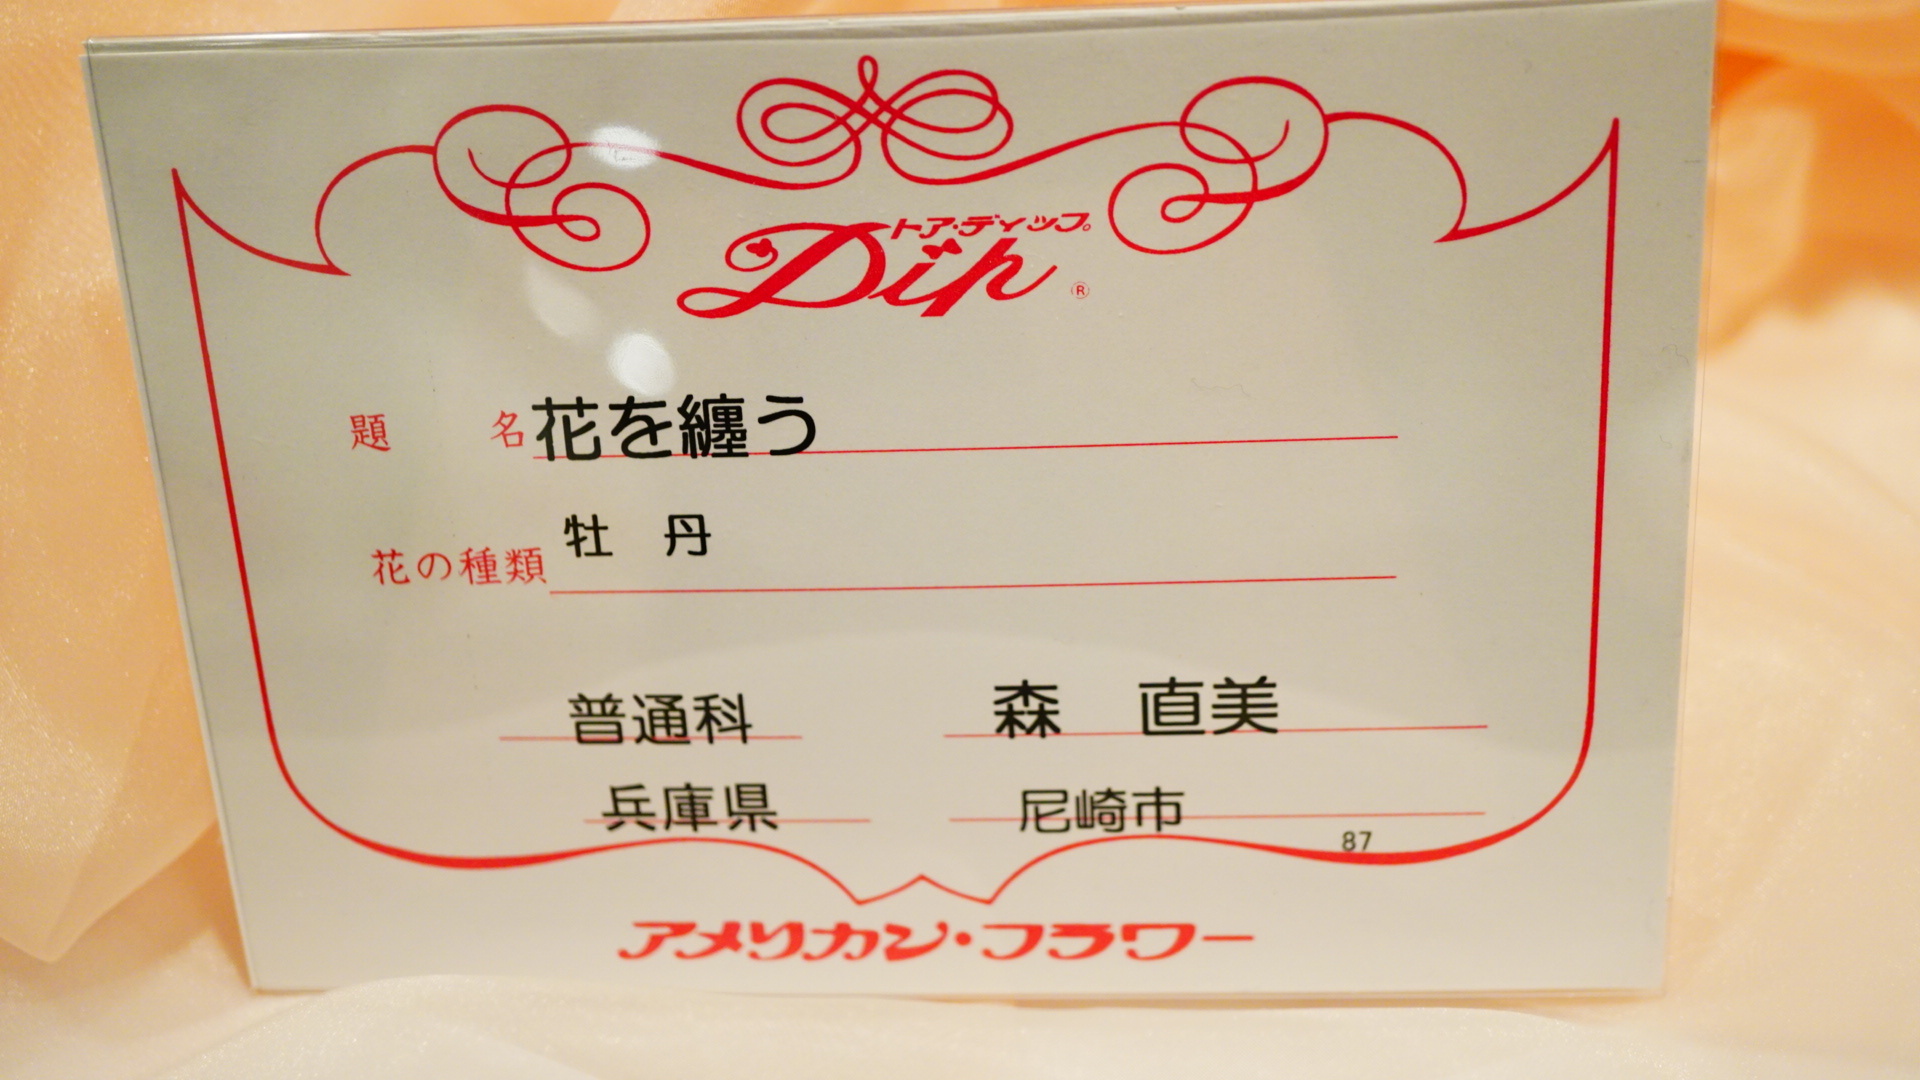 トア・ディップ
Dip ®
題　名 花を纏う
花の種類 牡　丹
普通科　森　直美
兵庫県　尼崎市
87
アメリカン・フラワー